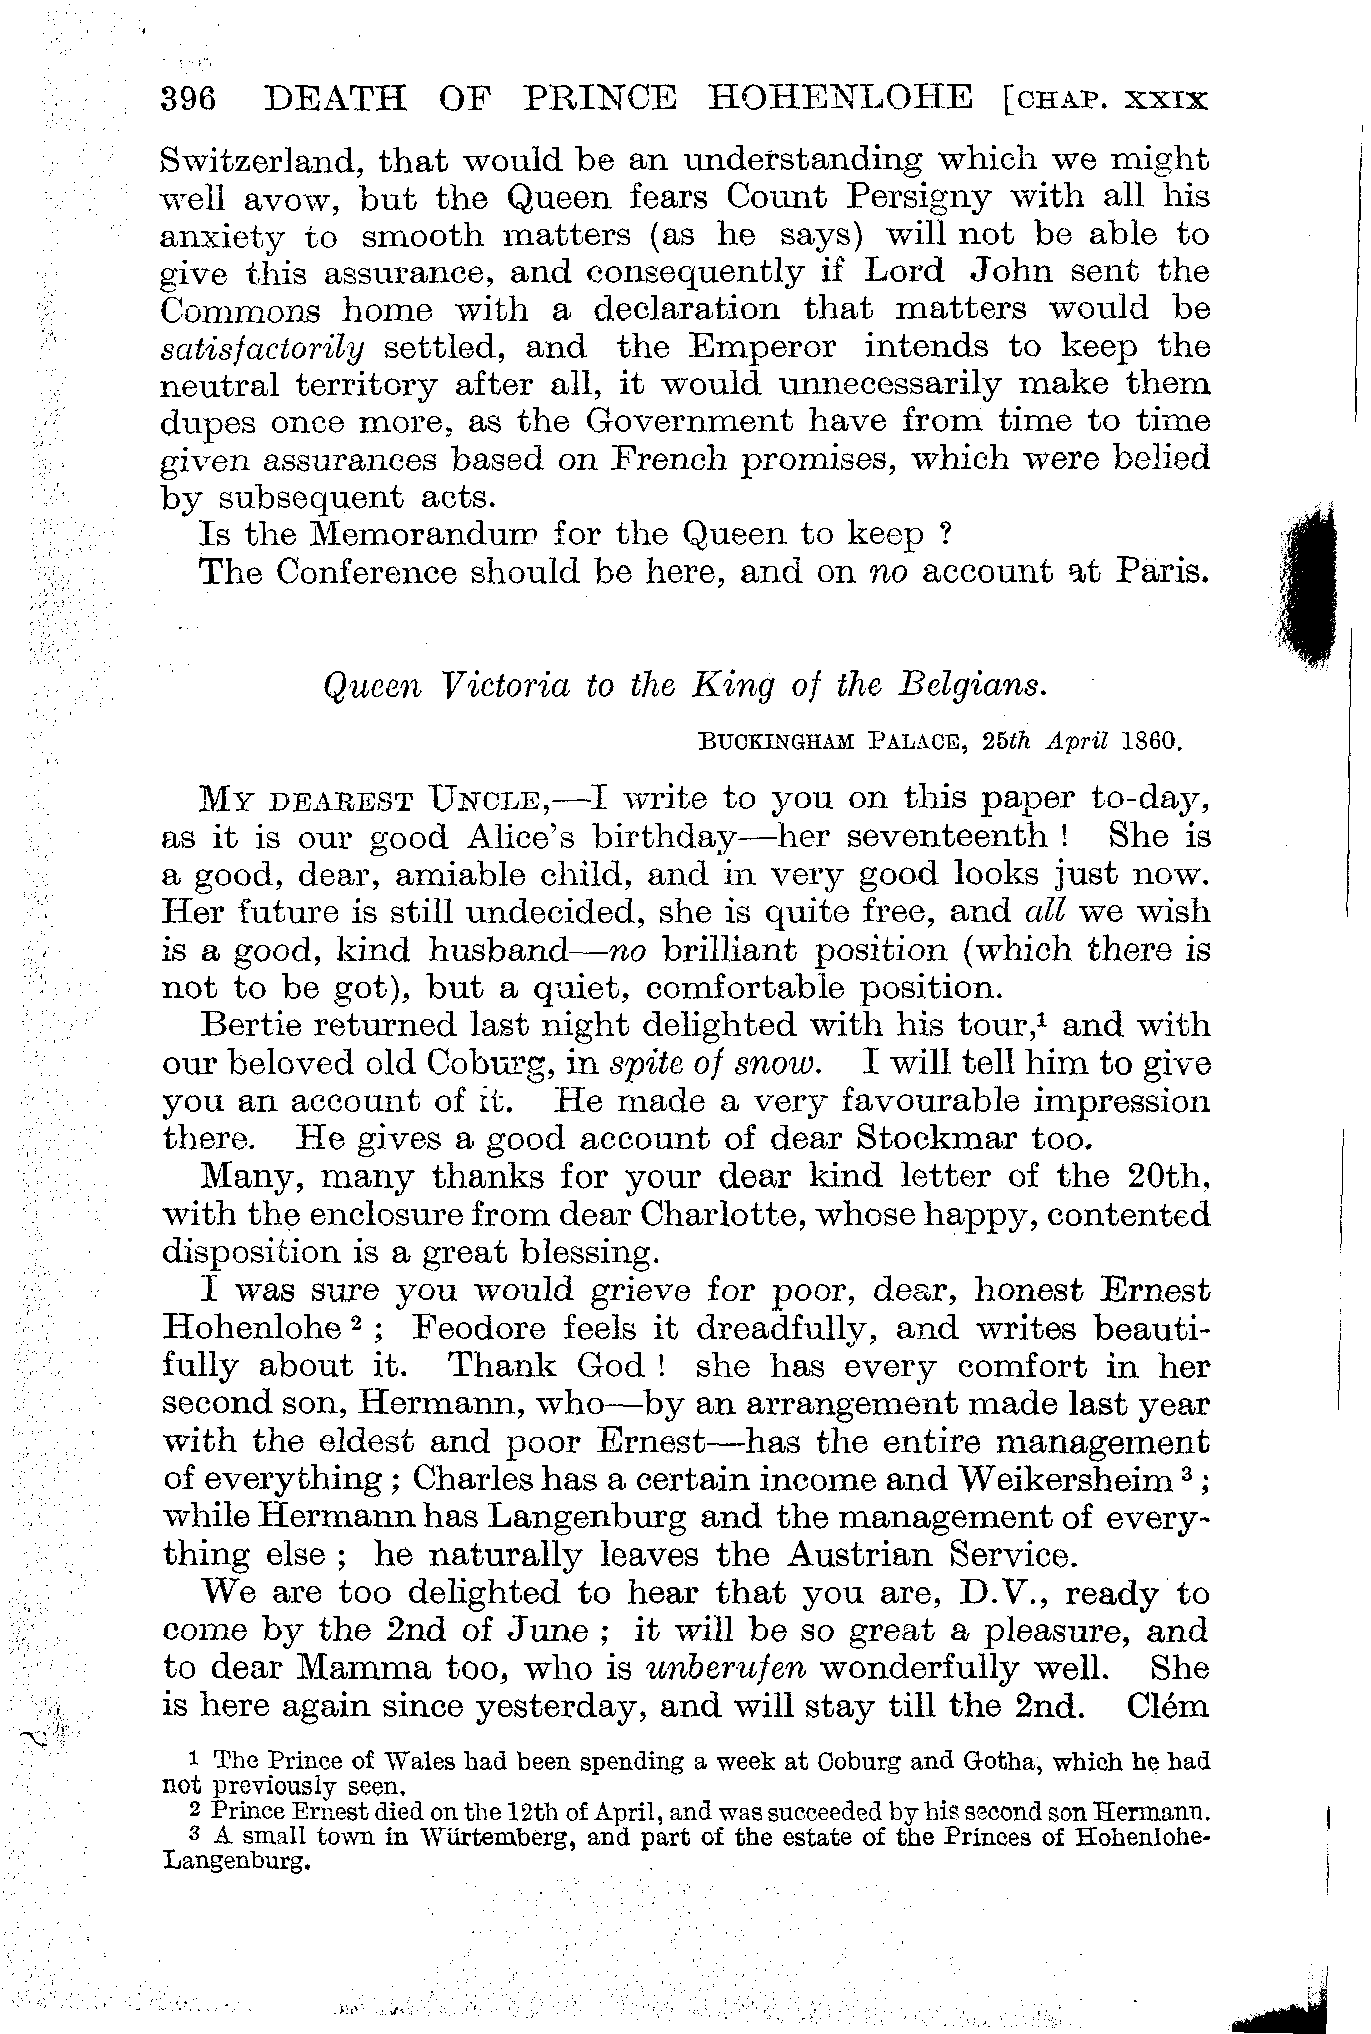 396 DEATH OF PRINCE HOHENLOHE [CHAP. XXIX
Switzerland, that would be an understanding which we might
well avow, but the Queen fears Count Persigny with all his
anxiety to smooth matters (as he says) will not be able to
give this assurance, and consequently if Lord John sent the
Commons home with a declaration that matters would be
satisfactorily settled, and the Emperor intends to keep the
neutral territory after all, it would unnecessarily make them
dupes once more, as the Government have from time to time
given assurances based on French promises, which were belied
by subsequent acts.
Is the Memorandum for the Queen to keep ?
The Conference should be here, and on no account at Paris.
Queen Victoria to the King of the Belgians.
BUCKINGHAM PALACE, 25th April 1860.
MY DEAREST UNCLE,—I write to you on this paper to-day,
as it is our good Alice's birthday—her seventeenth ! She is
a good, dear, amiable child, and in very good looks just now.
Her future is still undecided, she is quite free, and all we wish
is a good, kind husband—no brilliant position (which there is
not to be got), but a quiet, comfortable position.
Bertie returned last night delighted with his tour,¹ and with
our beloved old Coburg, in spite of snow. I will tell him to give
you an account of it. He made a very favourable impression
there. He gives a good account of dear Stockmar too.
Many, many thanks for your dear kind letter of the 20th,
with the enclosure from dear Charlotte, whose happy, contented
disposition is a great blessing.
I was sure you would grieve for poor, dear, honest Ernest
Hohenlohe ² ; Feodore feels it dreadfully, and writes beauti-
fully about it. Thank God ! she has every comfort in her
second son, Hermann, who—by an arrangement made last year
with the eldest and poor Ernest—has the entire management
of everything ; Charles has a certain income and Weikersheim ³ ;
while Hermann has Langenburg and the management of every-
thing else ; he naturally leaves the Austrian Service.
We are too delighted to hear that you are, D.V., ready to
come by the 2nd of June ; it will be so great a pleasure, and
to dear Mamma too, who is unberufen wonderfully well. She
is here again since yesterday, and will stay till the 2nd. Clém
1 The Prince of Wales had been spending a week at Coburg and Gotha, which he had
not previously seen.
2 Prince Ernest died on the 12th of April, and was succeeded by his second son Hermann.
3 A small town in Würtemberg, and part of the estate of the Princes of Hohenlohe-
Langenburg.